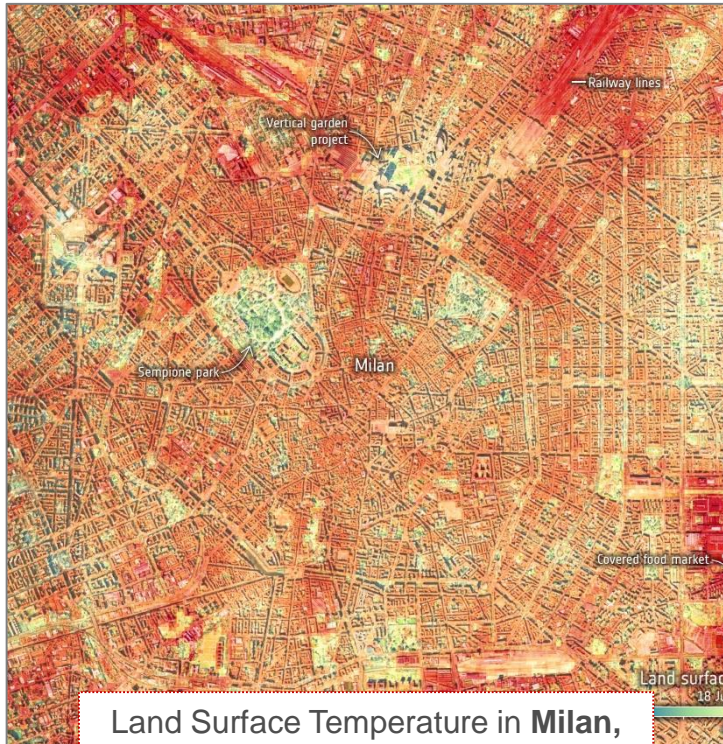 Railway lines
Vertical garden
project
Sempione park
Milan
Covered food market
Land surfac
18 Ju
Land Surface Temperature in Milan,